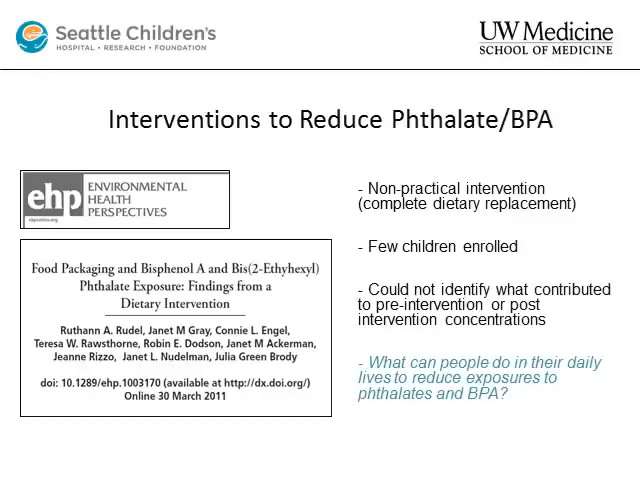 Seattle Children's
HOSPITAL • RESEARCH • FOUNDATION
UW Medicine
SCHOOL OF MEDICINE
Interventions to Reduce Phthalate/BPA
ehp
ehponline.org
ENVIRONMENTAL
HEALTH
PERSPECTIVES
Food Packaging and Bisphenol A and Bis(2-Ethyhexyl)
Phthalate Exposure: Findings from a
Dietary Intervention
Ruthann A. Rudel, Janet M Gray, Connie L. Engel,
Teresa W. Rawsthorne, Robin E. Dodson, Janet M Ackerman,
Jeanne Rizzo, Janet L. Nudelman, Julia Green Brody
doi: 10.1289/ehp.1003170 (available at http://dx.doi.org/)
Online 30 March 2011
- Non-practical intervention
(complete dietary replacement)
- Few children enrolled
- Could not identify what contributed
to pre-intervention or post
intervention concentrations
- What can people do in their daily
lives to reduce exposures to
phthalates and BPA?